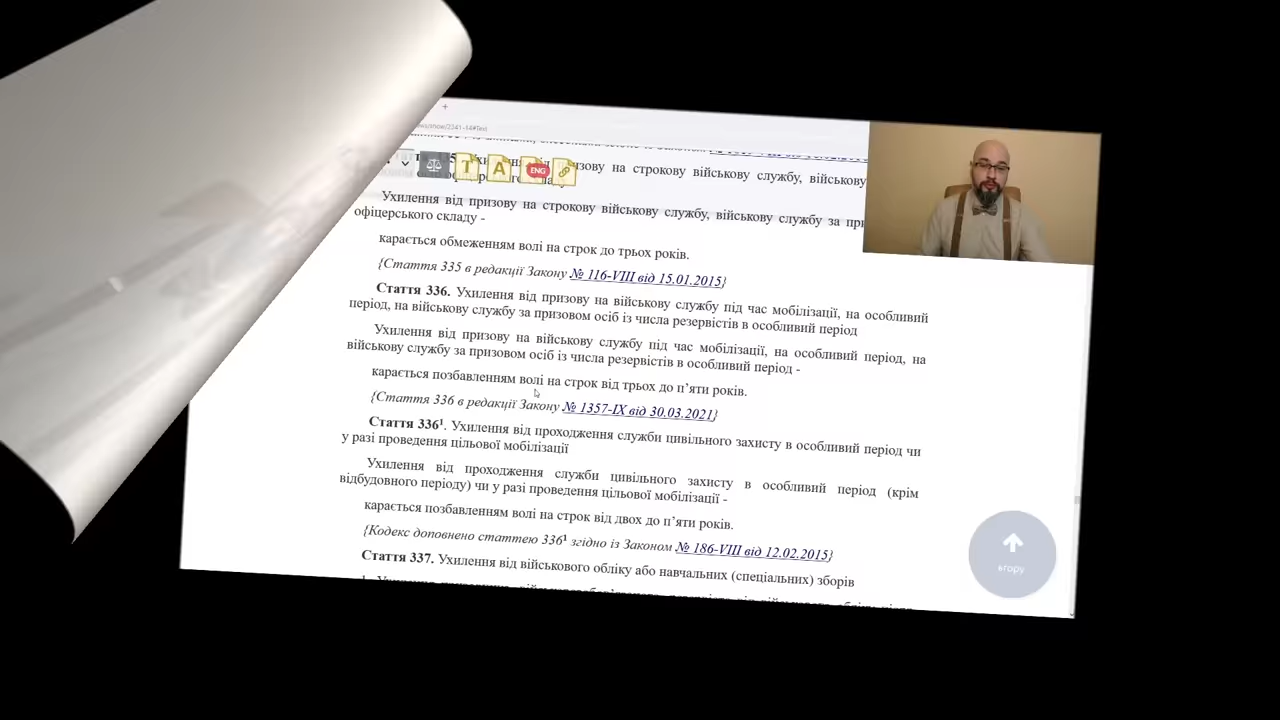 призову на строкову військову службу, військову
T A ENG
Ухилення від призову на строкову військову службу, військову службу за
офіцерського складу -
карається обмеженням волі на строк до трьох років.
{Стаття 335 в редакції Закону № 116-VIII від 15.01.2015}
Стаття 336. Ухилення від призову на військову службу під час мобілізації, на особливий
період, на військову службу за призовом осіб із числа резервістів в особливий період
Ухилення від призову на військову службу під час мобілізації, на особливий період, на
військову службу за призовом осіб із числа резервістів в особливий період -
карається позбавленням волі на строк від трьох до п’яти років.
{Стаття 336 в редакції Закону № 1357-IX від 30.03.2021}
Стаття 336¹. Ухилення від проходження служби цивільного захисту в особливий період чи
у разі проведення цільової мобілізації
Ухилення від проходження служби цивільного захисту в особливий період (крім
відбудовного періоду) чи у разі проведення цільової мобілізації -
карається позбавленням волі на строк від двох до п’яти років.
{Кодекс доповнено статтею 336¹ згідно із Законом № 186-VIII від 12.02.2015}
вгору
Стаття 337. Ухилення від військового обліку або навчальних (спеціальних) зборів